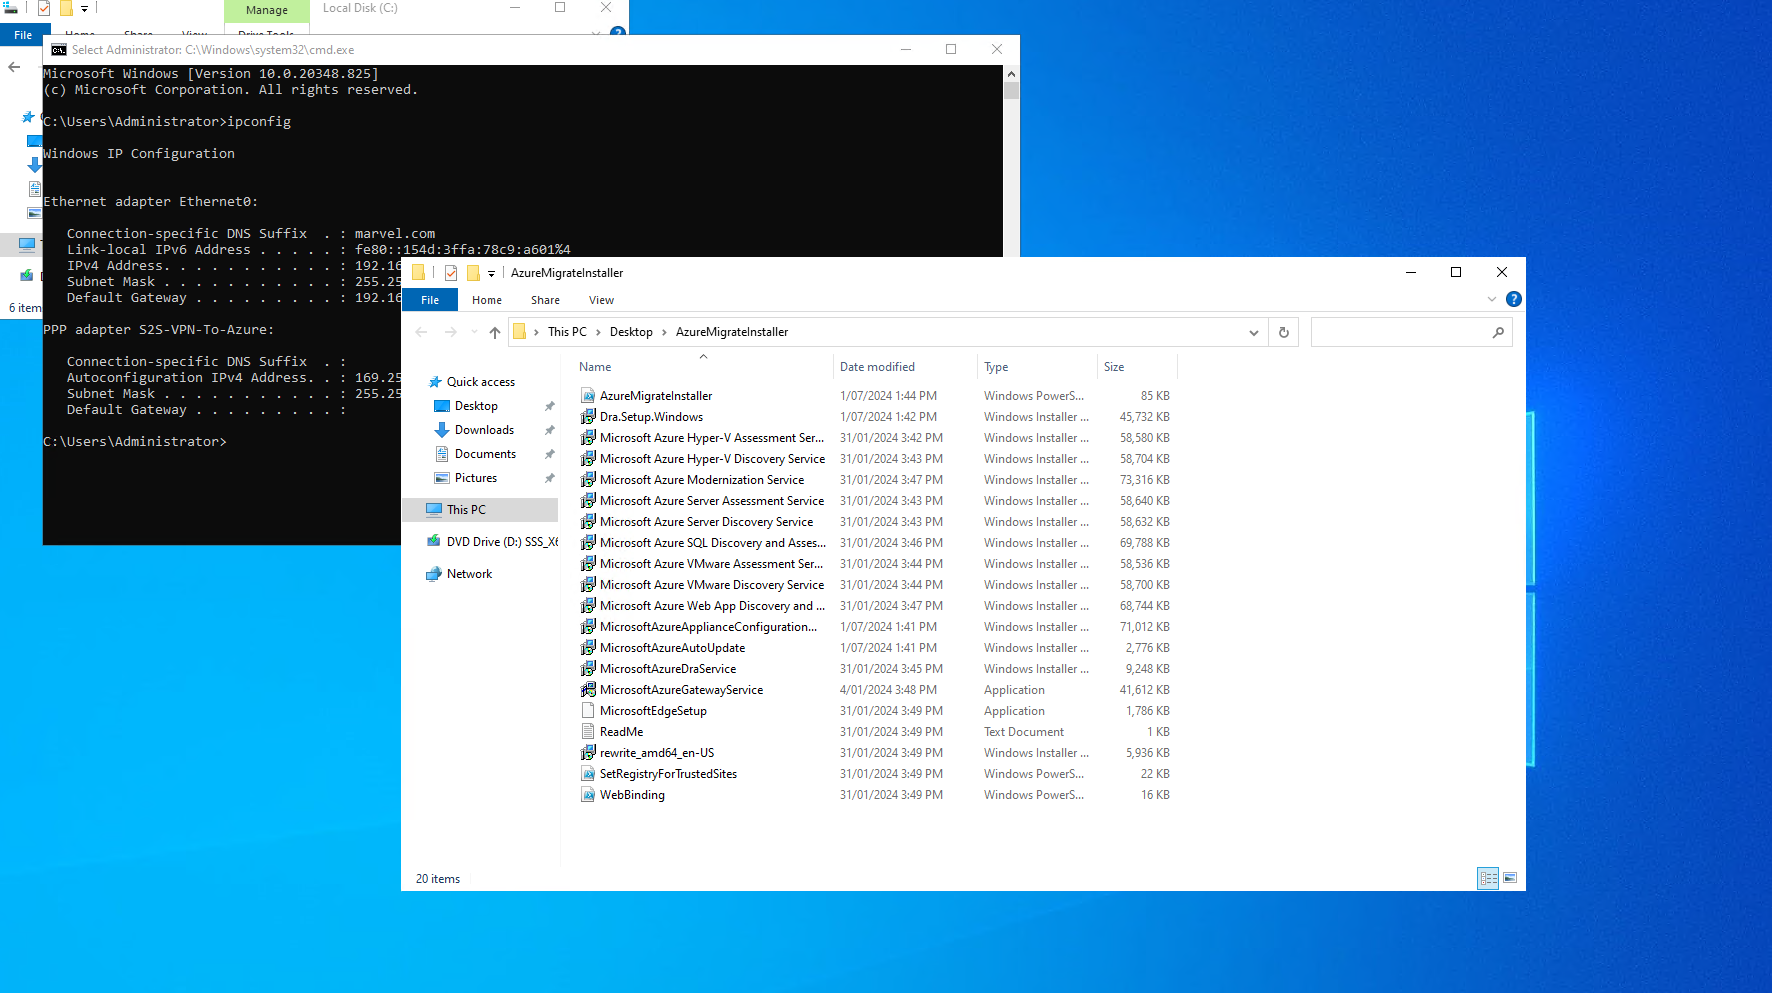 Manage
Local Disk (C:)
File
Home
Share
View
Drive Tools
Select Administrator: C:\Windows\system32\cmd.exe
Microsoft Windows [Version 10.0.20348.825]
(c) Microsoft Corporation. All rights reserved.
C:\Users\Administrator>ipconfig
Windows IP Configuration
Ethernet adapter Ethernet0:
Connection-specific DNS Suffix . : marvel.com
Link-local IPv6 Address . . . . . : fe80::154d:3ffa:78c9:a601%4
IPv4 Address. . . . . . . . . . . : 192.16
Subnet Mask . . . . . . . . . . . : 255.25
Default Gateway . . . . . . . . . : 192.16
PPP adapter S2S-VPN-To-Azure:
Connection-specific DNS Suffix . :
Autoconfiguration IPv4 Address. . : 169.25
Subnet Mask . . . . . . . . . . . : 255.25
Default Gateway . . . . . . . . . :
C:\Users\Administrator>
6 item
AzureMigrateInstaller
File Home Share View
This PC > Desktop > AzureMigrateInstaller
Quick access
Desktop
Downloads
Documents
Pictures
This PC
DVD Drive (D:) SSS_X6
Network
Name Date modified Type Size
AzureMigrateInstaller 1/07/2024 1:44 PM Windows PowerS... 85 KB
Dra.Setup.Windows 1/07/2024 1:42 PM Windows Installer ... 45,732 KB
Microsoft Azure Hyper-V Assessment Ser... 31/01/2024 3:42 PM Windows Installer ... 58,580 KB
Microsoft Azure Hyper-V Discovery Service 31/01/2024 3:43 PM Windows Installer ... 58,704 KB
Microsoft Azure Modernization Service 31/01/2024 3:47 PM Windows Installer ... 73,316 KB
Microsoft Azure Server Assessment Service 31/01/2024 3:43 PM Windows Installer ... 58,640 KB
Microsoft Azure Server Discovery Service 31/01/2024 3:43 PM Windows Installer ... 58,632 KB
Microsoft Azure SQL Discovery and Asses... 31/01/2024 3:46 PM Windows Installer ... 69,788 KB
Microsoft Azure VMware Assessment Ser... 31/01/2024 3:44 PM Windows Installer ... 58,536 KB
Microsoft Azure VMware Discovery Service 31/01/2024 3:44 PM Windows Installer ... 58,700 KB
Microsoft Azure Web App Discovery and ... 31/01/2024 3:47 PM Windows Installer ... 68,744 KB
MicrosoftAzureApplianceConfiguration... 1/07/2024 1:41 PM Windows Installer ... 71,012 KB
MicrosoftAzureAutoUpdate 1/07/2024 1:41 PM Windows Installer ... 2,776 KB
MicrosoftAzureDraService 31/01/2024 3:45 PM Windows Installer ... 9,248 KB
MicrosoftAzureGatewayService 4/01/2024 3:48 PM Application 41,612 KB
MicrosoftEdgeSetup 31/01/2024 3:49 PM Application 1,786 KB
ReadMe 31/01/2024 3:49 PM Text Document 1 KB
rewrite_amd64_en-US 31/01/2024 3:49 PM Windows Installer ... 5,936 KB
SetRegistryForTrustedSites 31/01/2024 3:49 PM Windows PowerS... 22 KB
WebBinding 31/01/2024 3:49 PM Windows PowerS... 16 KB
20 items